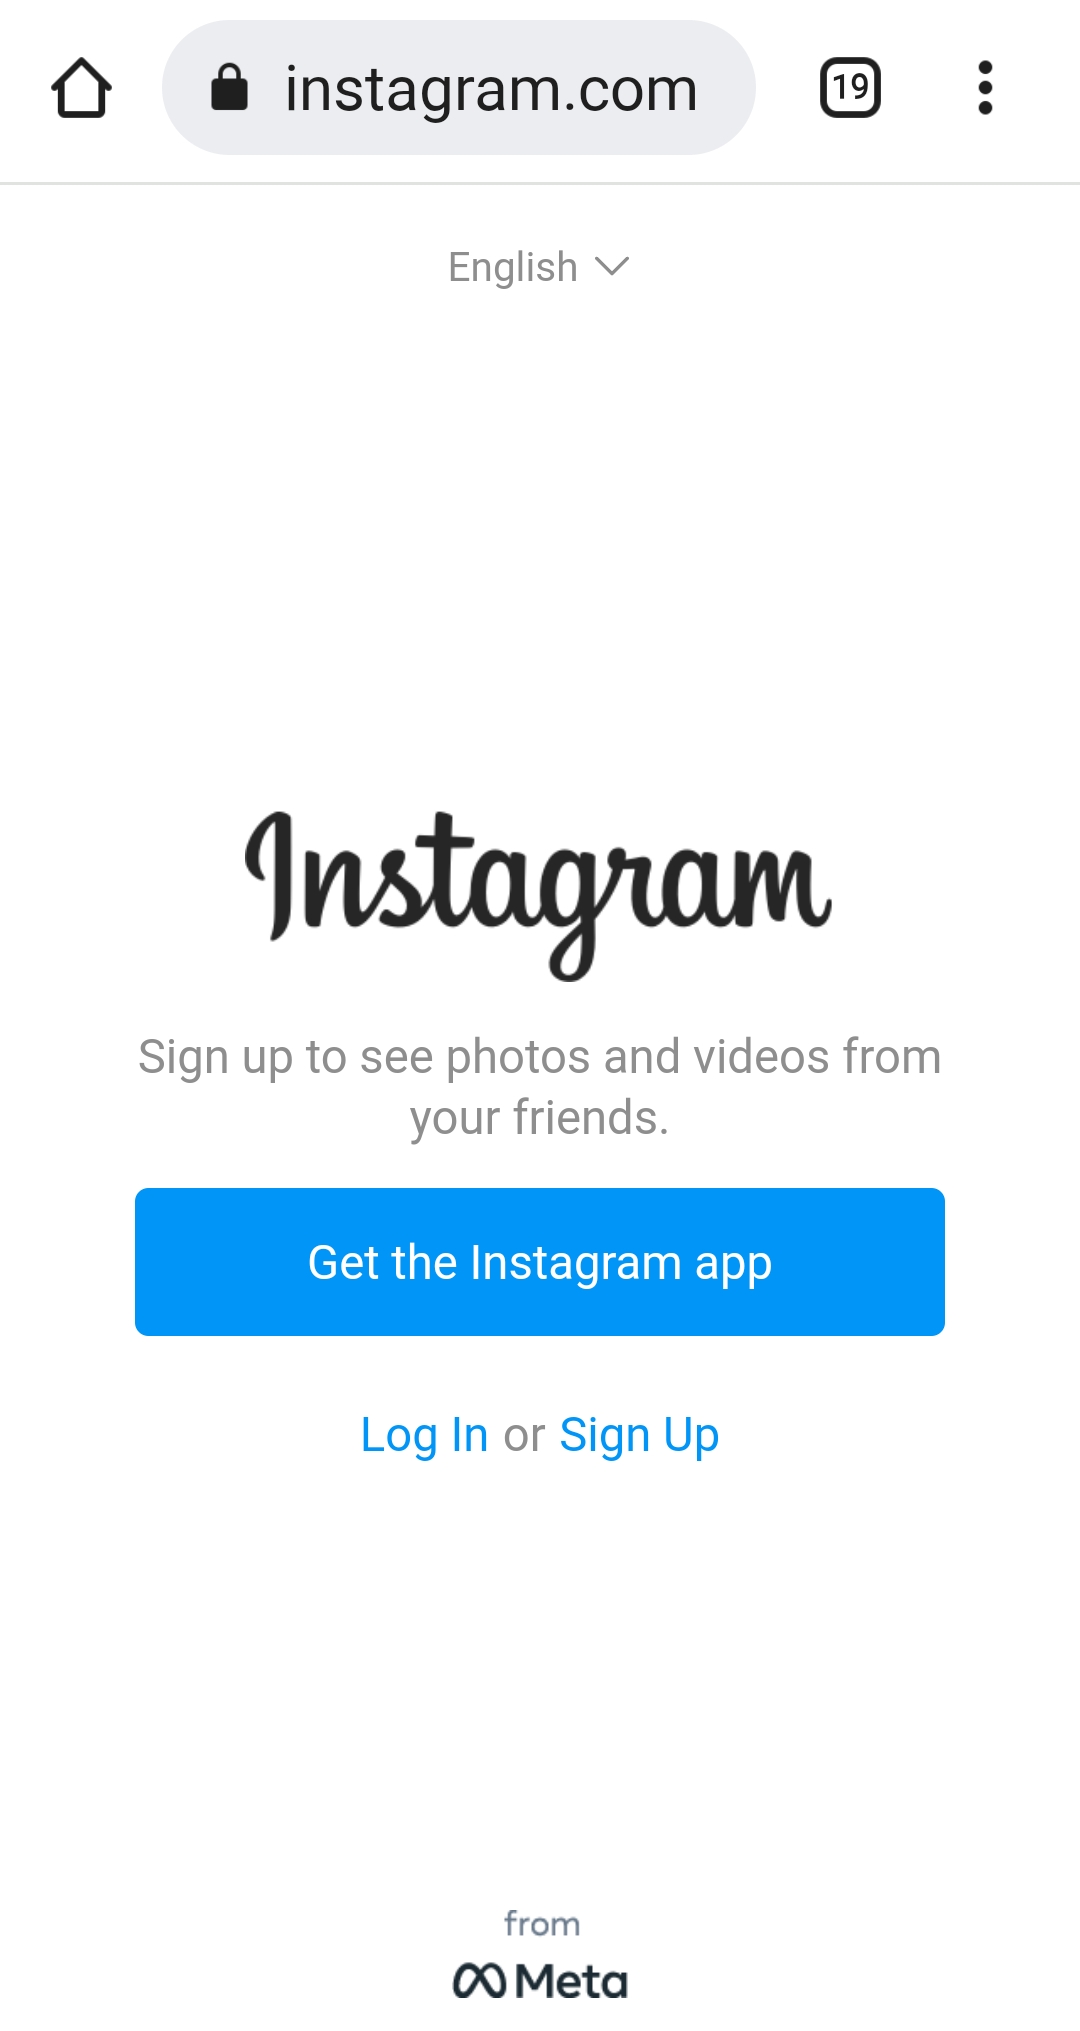 instagram.com
19
English
Instagram
Sign up to see photos and videos from
your friends.
Get the Instagram app
Log In or Sign Up
from
Meta